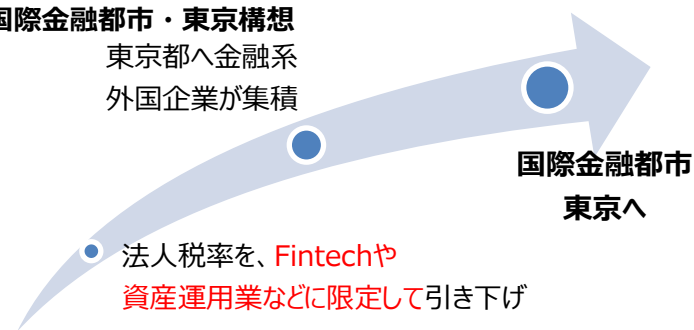 国際金融都市・東京構想
東京都へ金融系
外国企業が集積
国際金融都市
東京へ
法人税率を、Fintechや
資産運用業などに限定して引き下げ